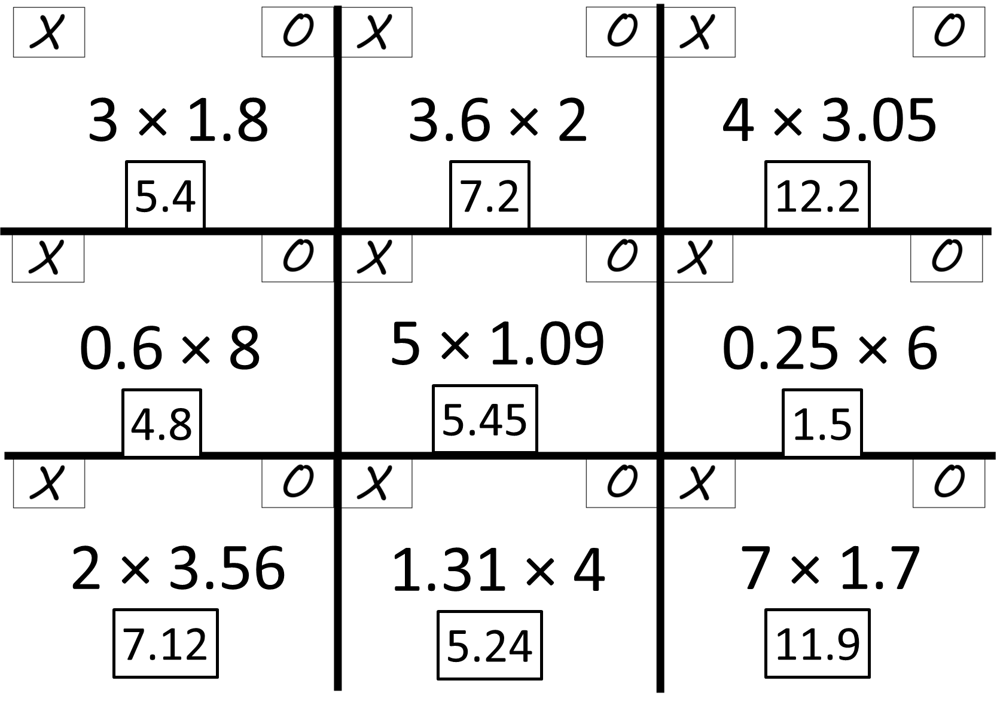 X O X O X O
3 × 1.8 3.6 × 2 4 × 3.05
5.4 7.2 12.2
X O X O X O
0.6 × 8 5 × 1.09 0.25 × 6
4.8 5.45 1.5
X O X O X O
2 × 3.56 1.31 × 4 7 × 1.7
7.12 5.24 11.9